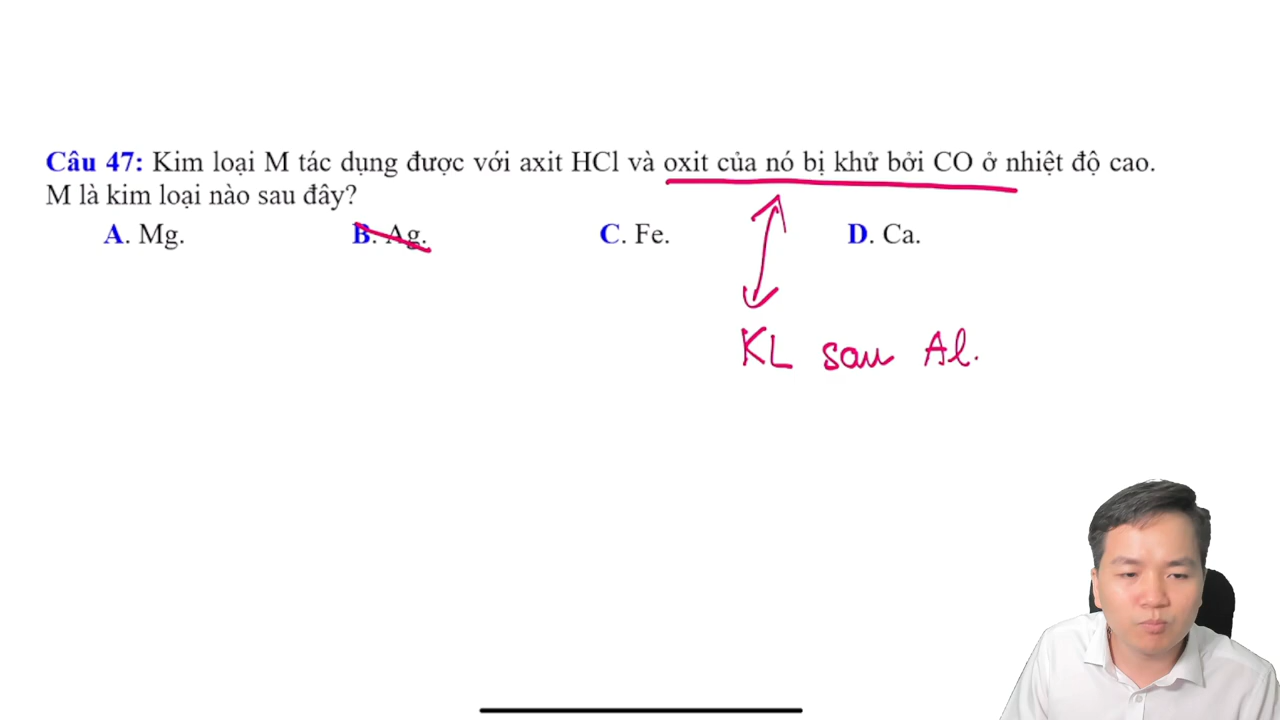 Câu 47: Kim loại M tác dụng được với axit HCl và oxit của nó bị khử bởi CO ở nhiệt độ cao.
M là kim loại nào sau đây?
A. Mg. B. Ag. C. Fe. D. Ca.
KL sau Al.